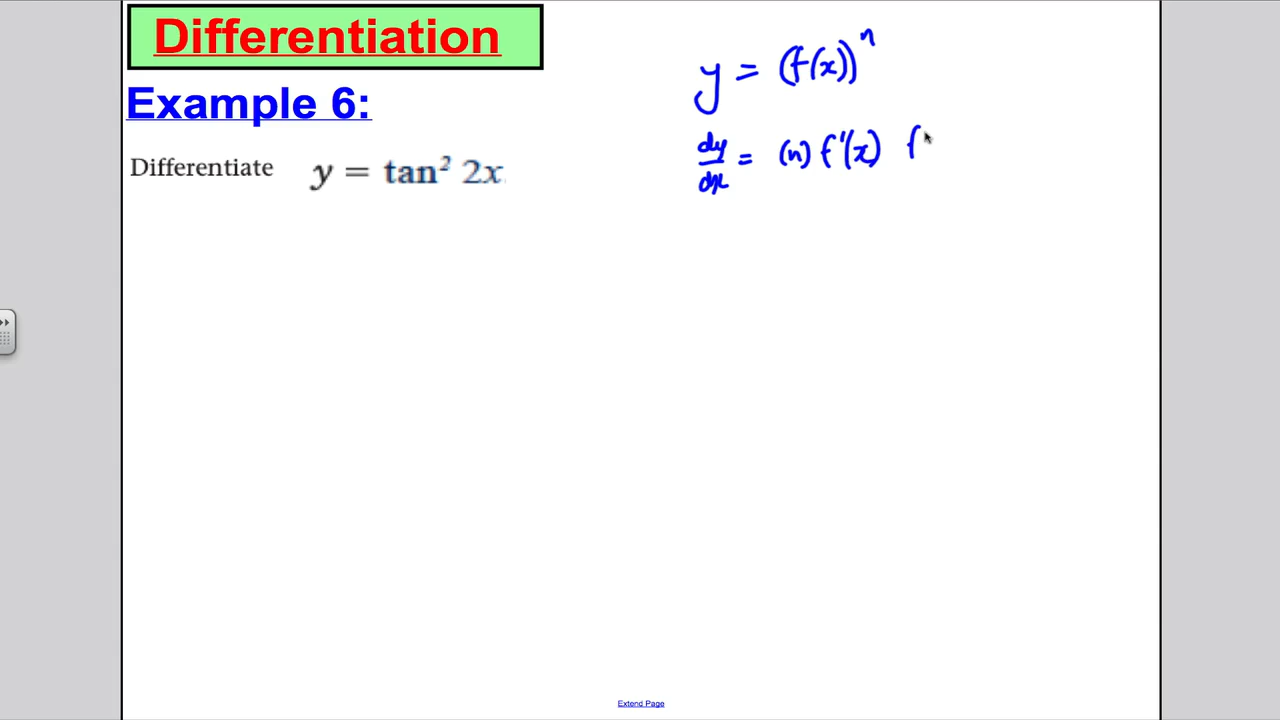 Differentiation
Example 6:
Differentiate y = tan² 2x
y = (f(x))ⁿ
dy/dx = (n) f'(x) (
Extend Page